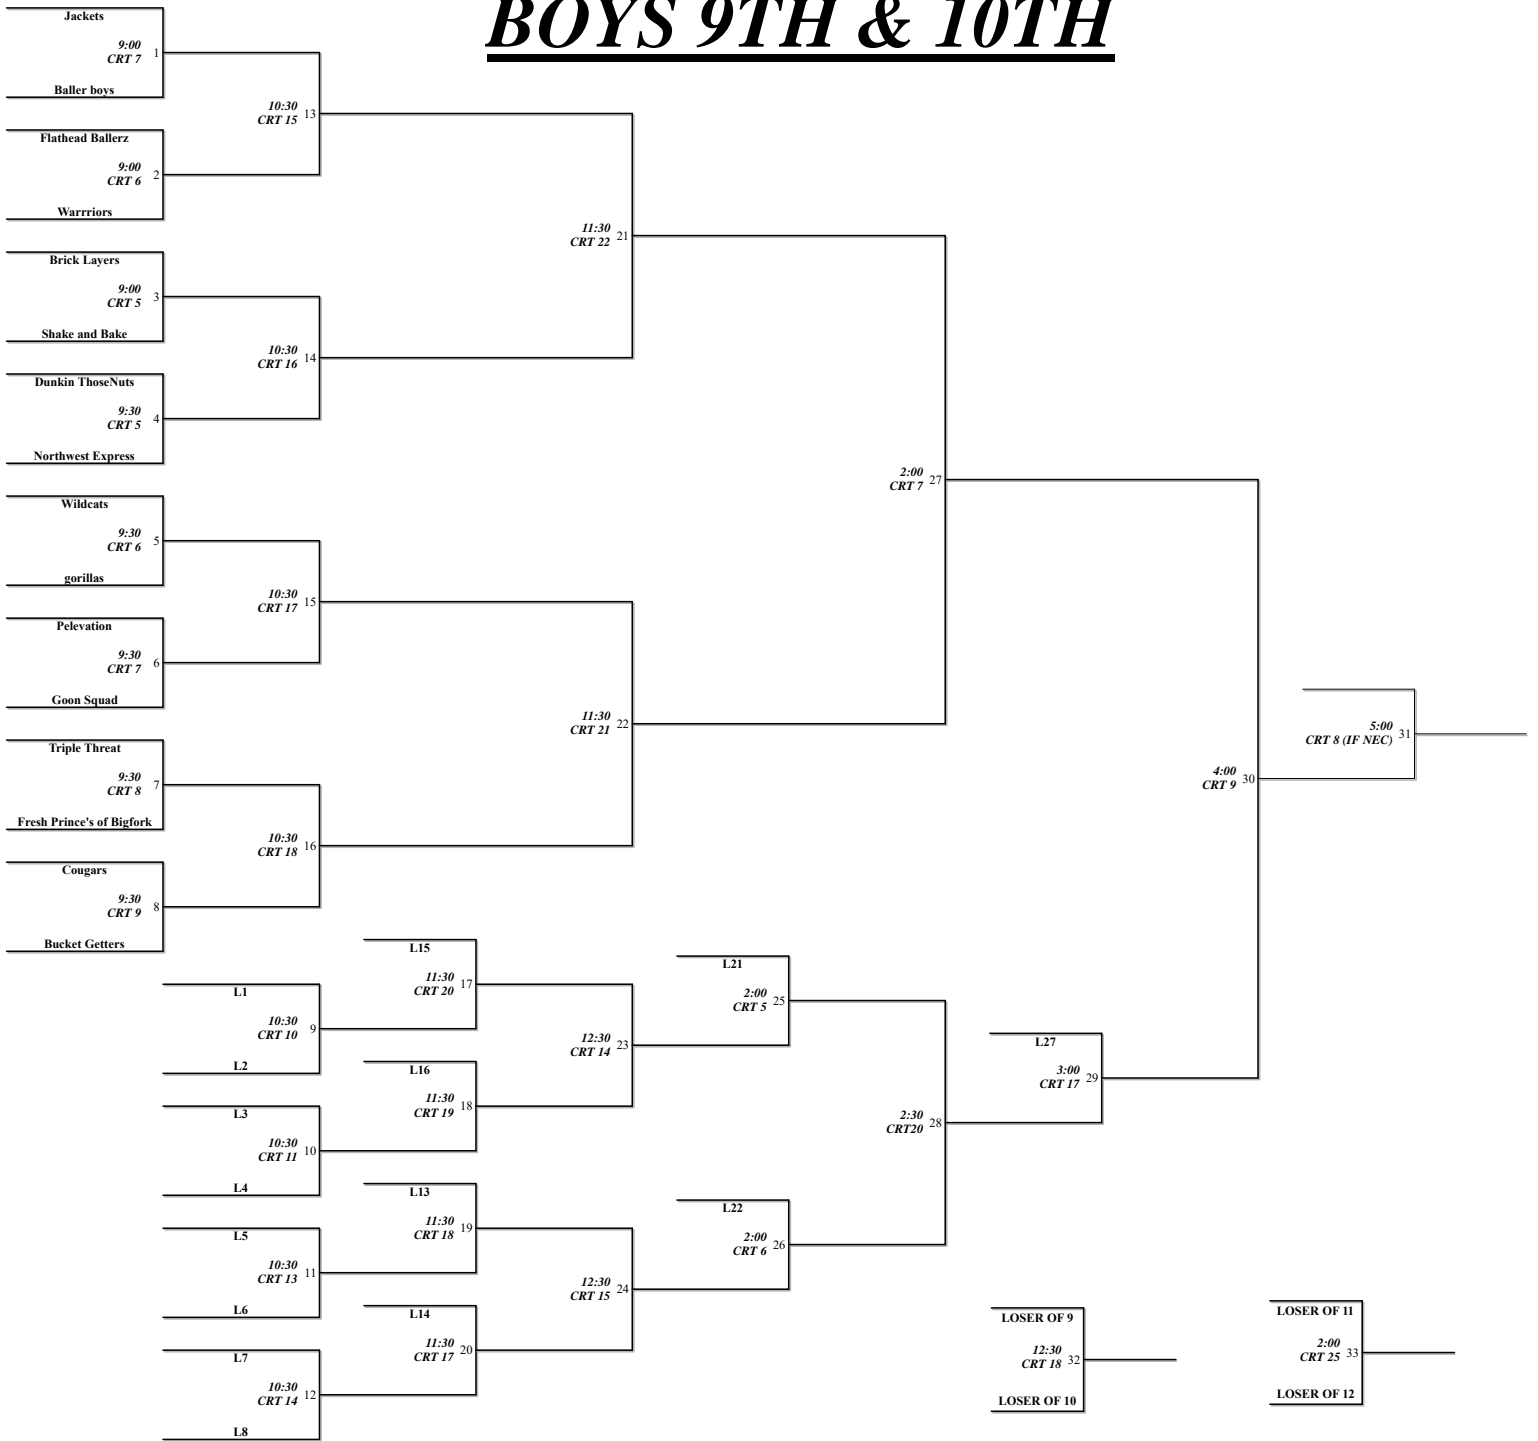 BOYS 9TH & 10TH
Jackets
9:00
CRT 7 1
Baller boys
Flathead Ballerz
9:00
CRT 6 2
Warrriors
Brick Layers
9:00
CRT 5 3
Shake and Bake
Dunkin ThoseNuts
9:30
CRT 5 4
Northwest Express
Wildcats
9:30
CRT 6 5
gorillas
Pelevation
9:30
CRT 7 6
Goon Squad
Triple Threat
9:30
CRT 8 7
Fresh Prince's of Bigfork
Cougars
9:30
CRT 9 8
Bucket Getters
10:30
CRT 15 13
10:30
CRT 16 14
10:30
CRT 17 15
10:30
CRT 18 16
11:30
CRT 22 21
11:30
CRT 21 22
2:00
CRT 7 27
4:00
CRT 9 30
5:00
CRT 8 (IF NEC) 31
L1
10:30
CRT 10 9
L2
L3
10:30
CRT 11 10
L4
L5
10:30
CRT 13 11
L6
L7
10:30
CRT 14 12
L8
L15
11:30
CRT 20 17
L16
11:30
CRT 19 18
L13
11:30
CRT 18 19
L14
11:30
CRT 17 20
12:30
CRT 14 23
12:30
CRT 15 24
L21
2:00
CRT 5 25
L22
2:00
CRT 6 26
2:30
CRT20 28
L27
3:00
CRT 17 29
LOSER OF 9
12:30
CRT 18 32
LOSER OF 10
LOSER OF 11
2:00
CRT 25 33
LOSER OF 12